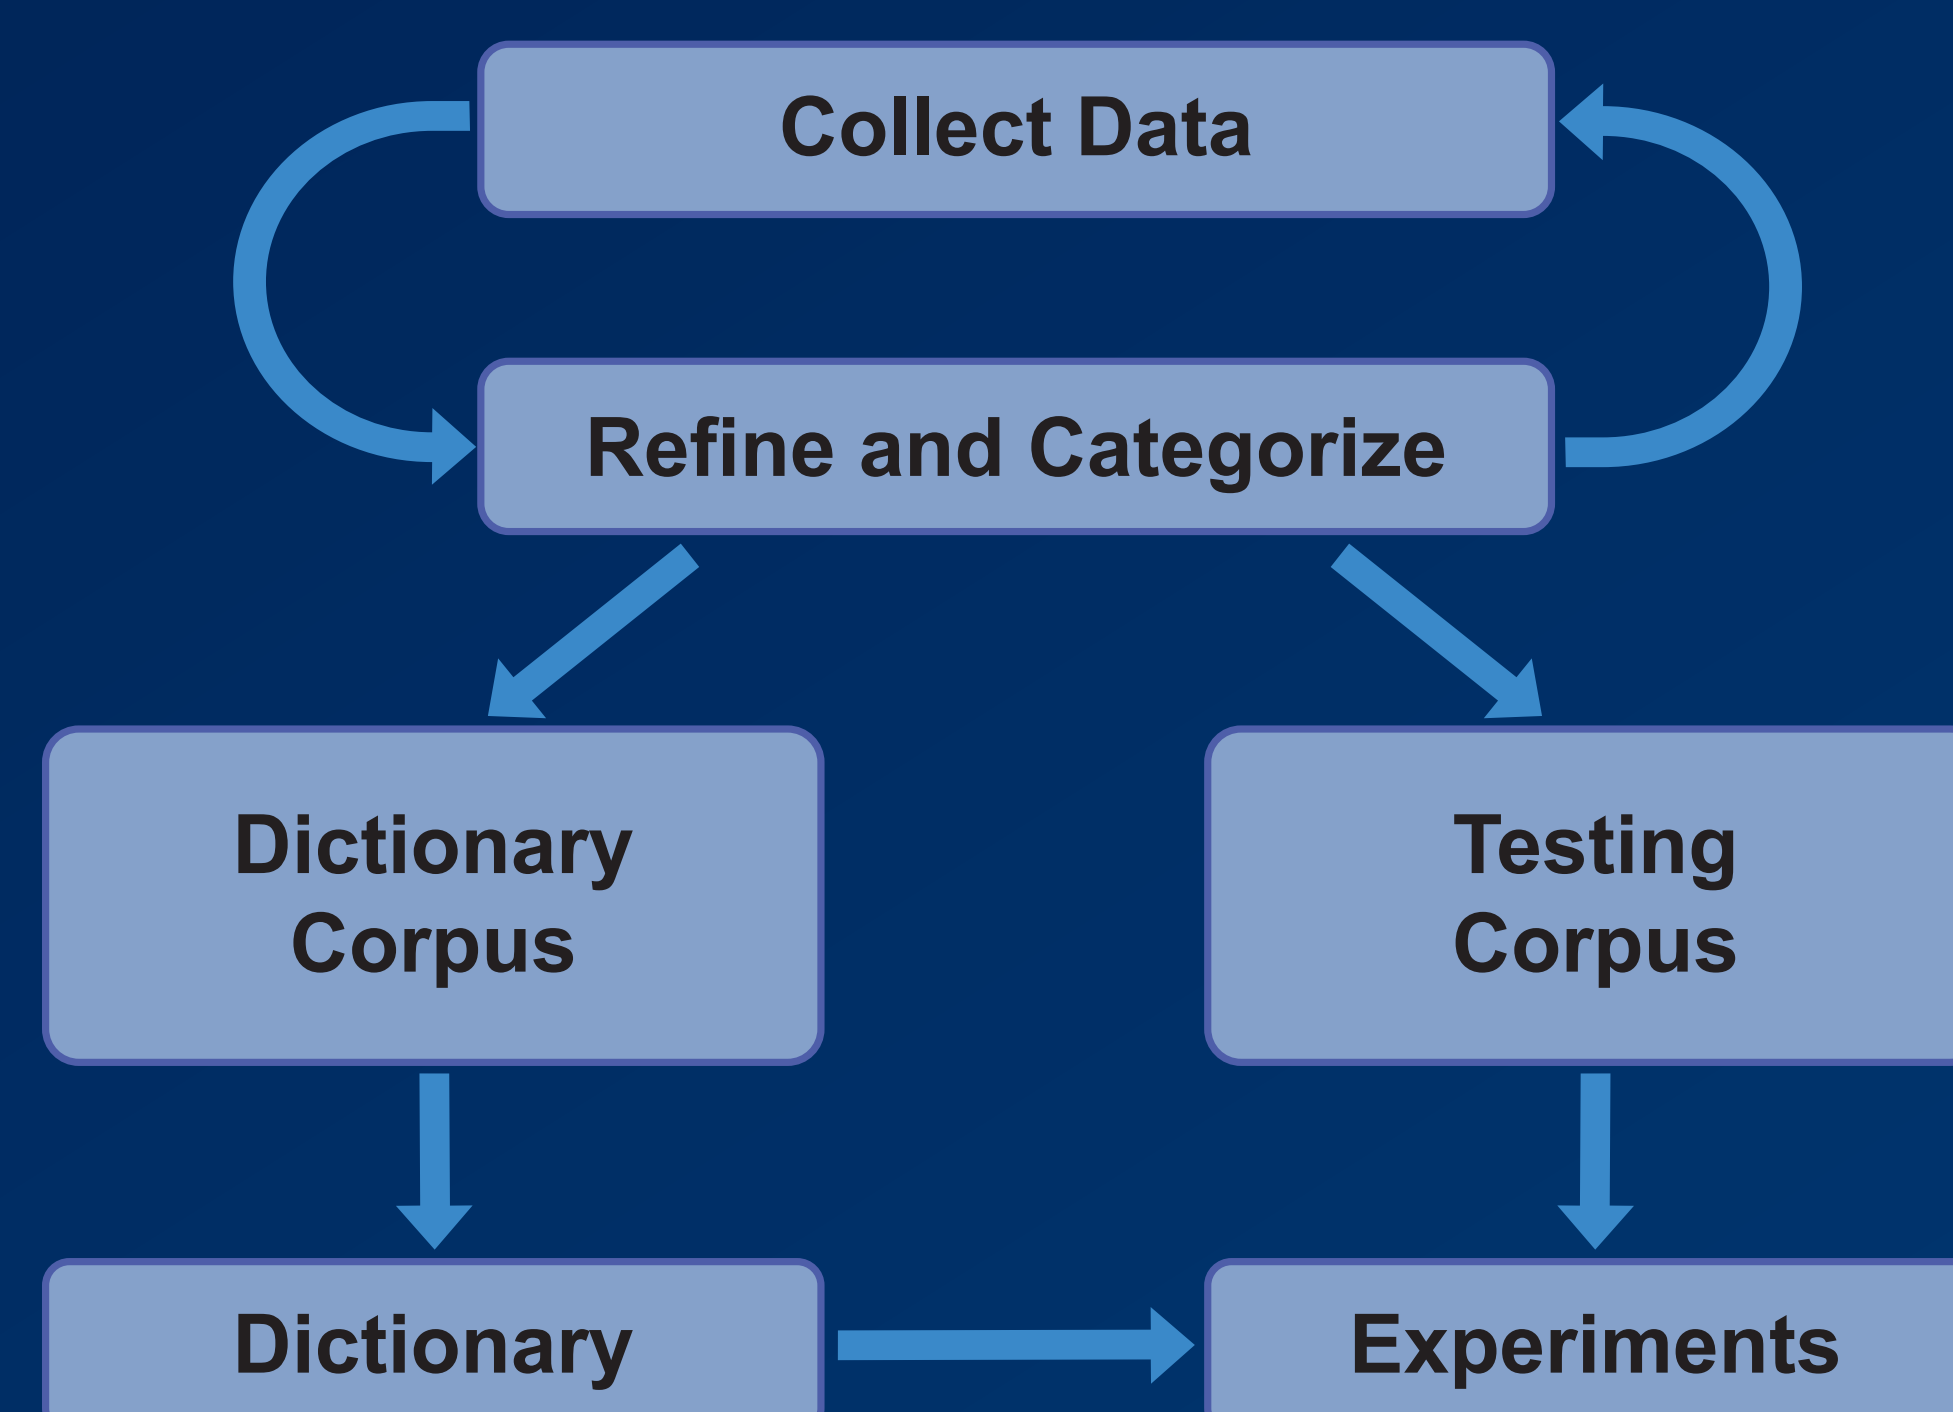 Collect Data
Refine and Categorize
Dictionary
Corpus
Testing
Corpus
Dictionary
Experiments